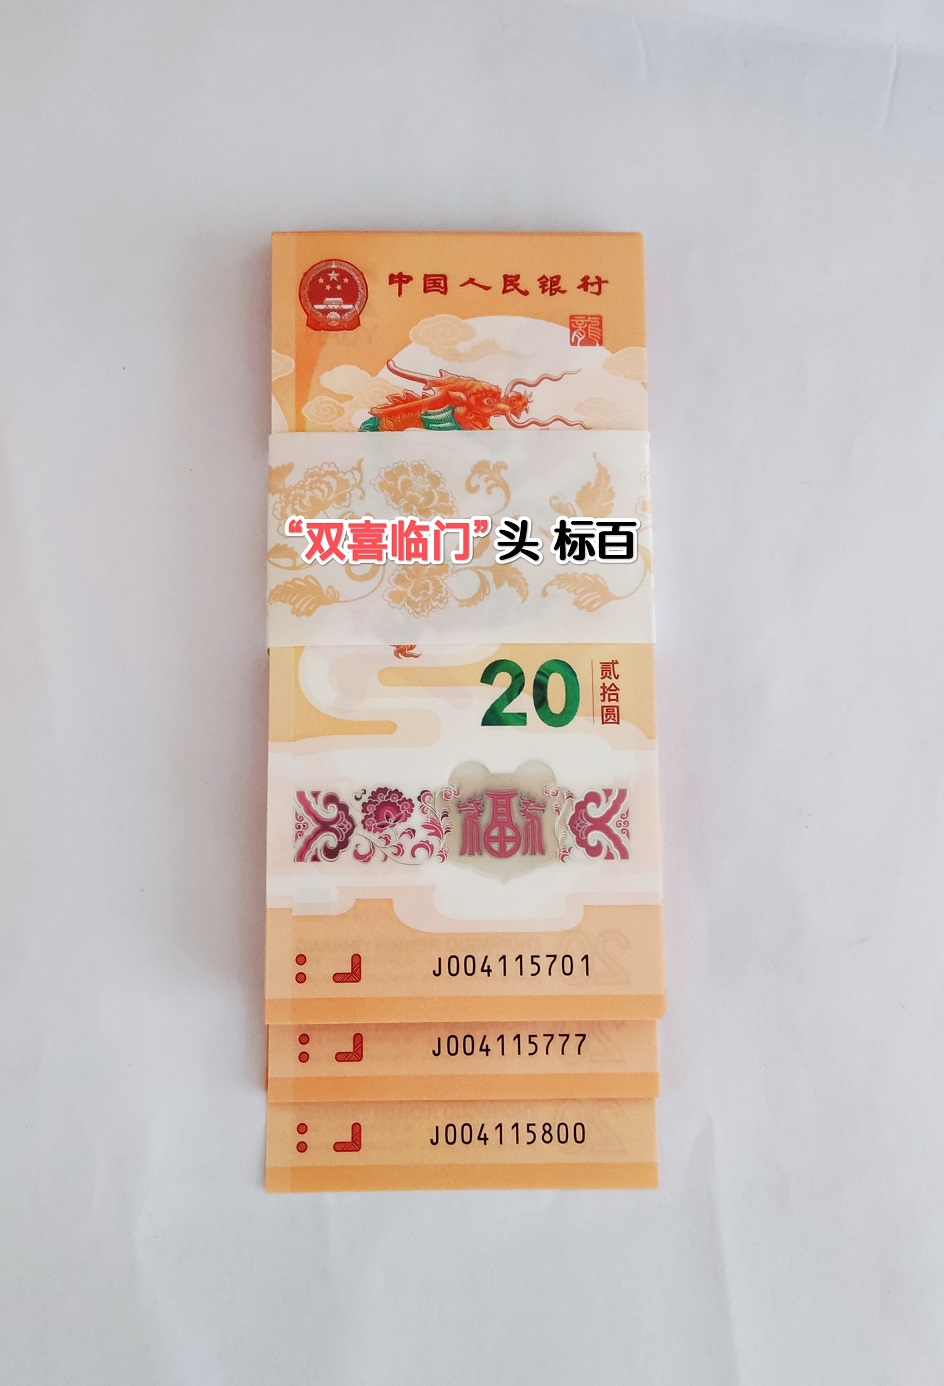 中国人民银行
龍
“双喜临门”头 标百
20
贰拾圆
福
J004115701
J004115777
J004115800